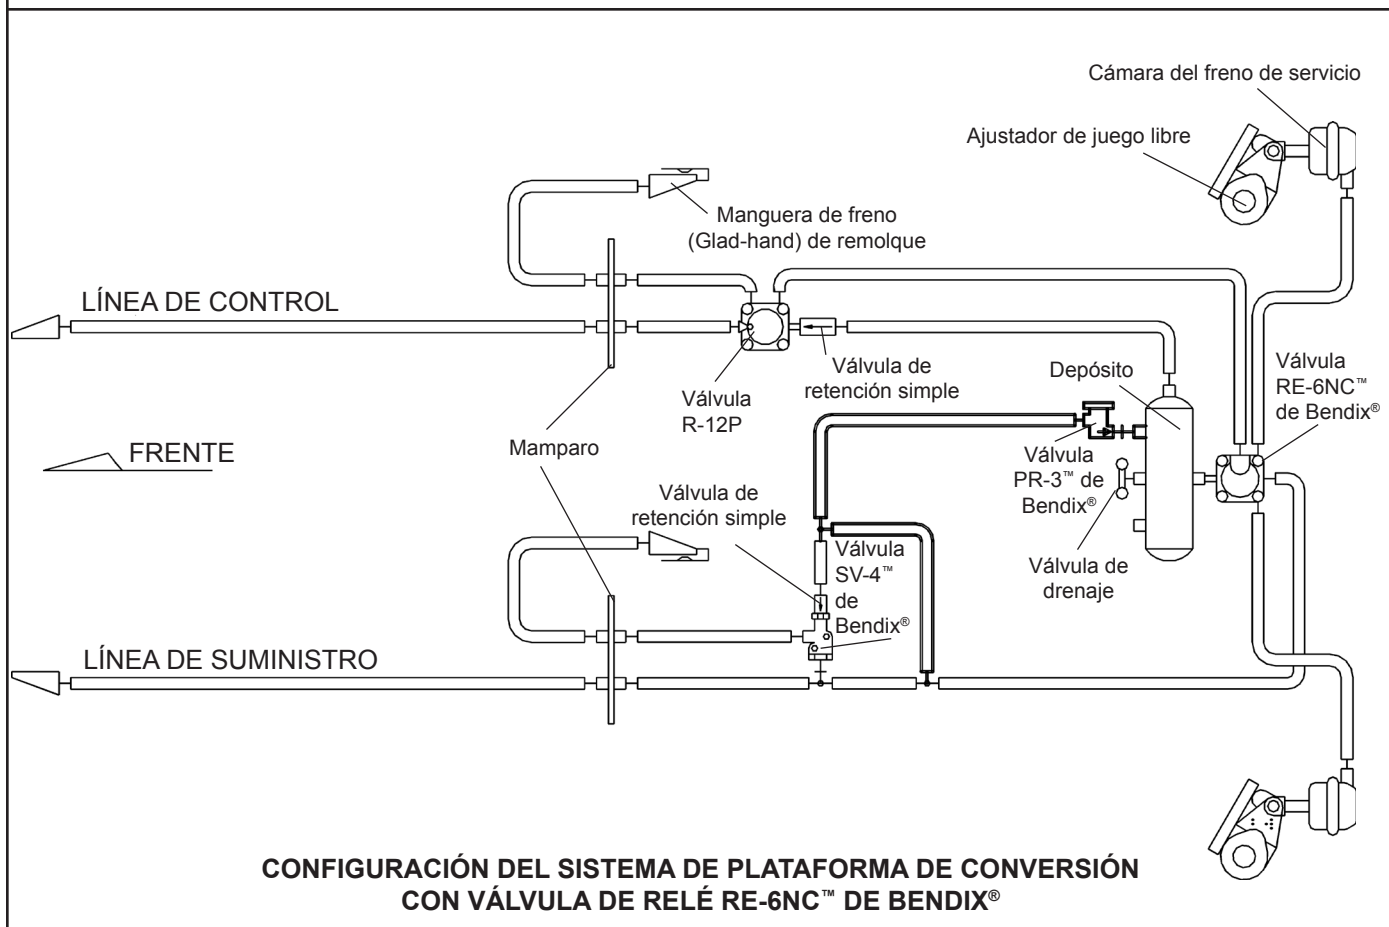 Cámara del freno de servicio
Ajustador de juego libre
Manguera de freno
(Glad-hand) de remolque
LÍNEA DE CONTROL
Válvula de
retención simple
Válvula
R-12P
Depósito
Válvula
RE-6NC™
de Bendix®
FRENTE
Mamparo
Válvula
PR-3™ de
Bendix®
Válvula de
retención simple
Válvula
SV-4™
de
Bendix®
Válvula de
drenaje
LÍNEA DE SUMINISTRO
CONFIGURACIÓN DEL SISTEMA DE PLATAFORMA DE CONVERSIÓN
CON VÁLVULA DE RELÉ RE-6NC™ DE BENDIX®